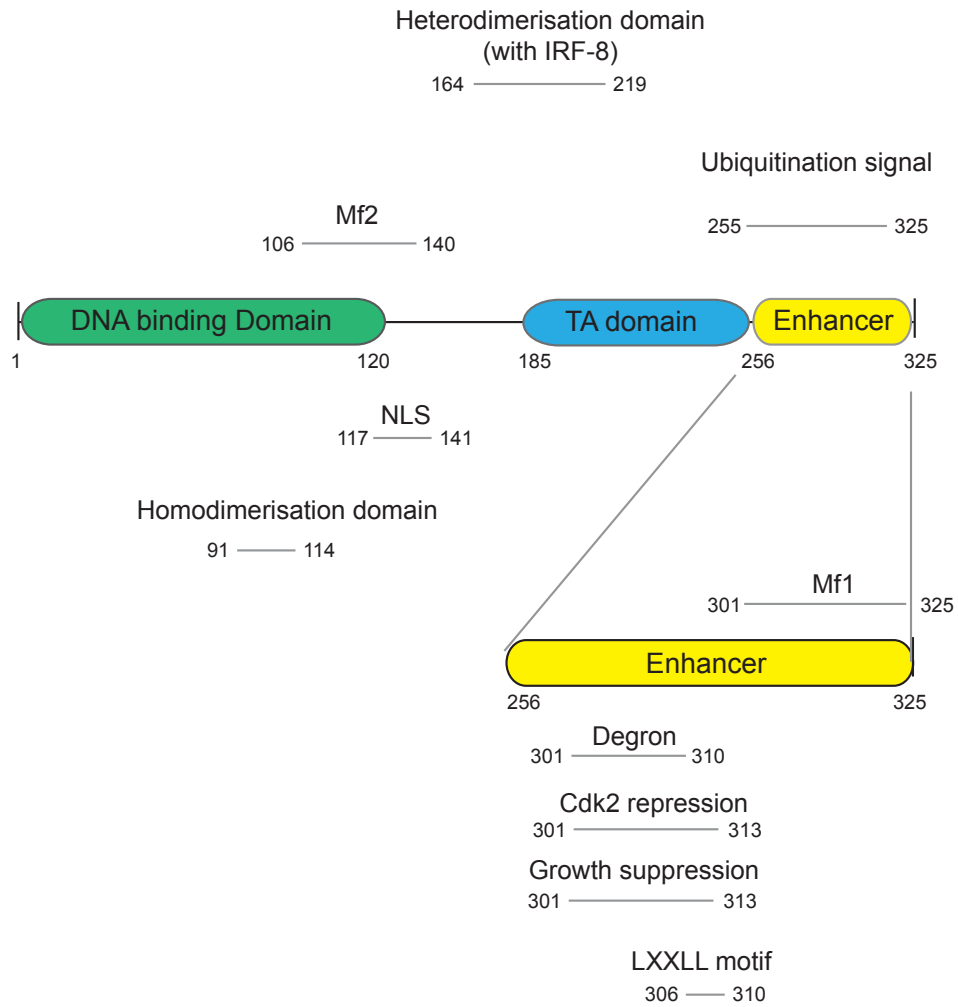 Heterodimerisation domain
(with IRF-8)
164 219
Ubiquitination signal
Mf2
255 325
106 140
DNA binding Domain TA domain Enhancer
1 120 185 256 325
NLS
117 141
Homodimerisation domain
91 114
Mf1
301 325
Enhancer
256 325
Degron
301 310
Cdk2 repression
301 313
Growth suppression
301 313
LXXLL motif
306 310